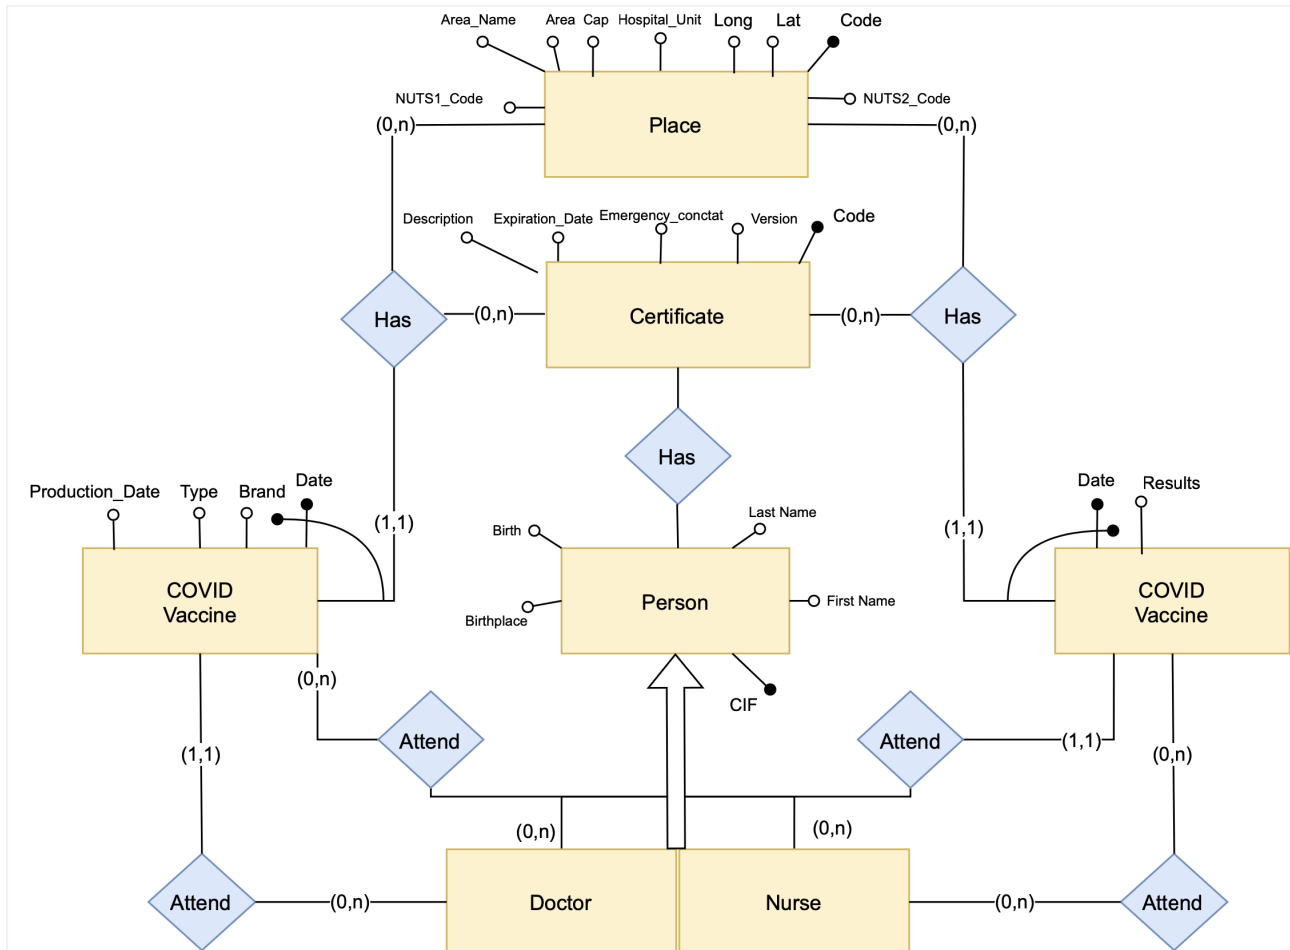 Area_Name
Area
Cap
Hospital_Unit
Long
Lat
Code
NUTS1_Code
NUTS2_Code
(0,n)
Place
(0,n)
Description
Expiration_Date
Emergency_conctat
Version
Code
Has
(0,n)
Certificate
(0,n)
Has
Has
Production_Date
Type
Brand
Date
(1,1)
Birth
Last Name
Date
Results
(1,1)
COVID
Vaccine
Person
First Name
Birthplace
COVID
Vaccine
(0,n)
CIF
(1,1)
Attend
Attend
(1,1)
(0,n)
(0,n)
(0,n)
Attend
(0,n)
Doctor
Nurse
(0,n)
Attend